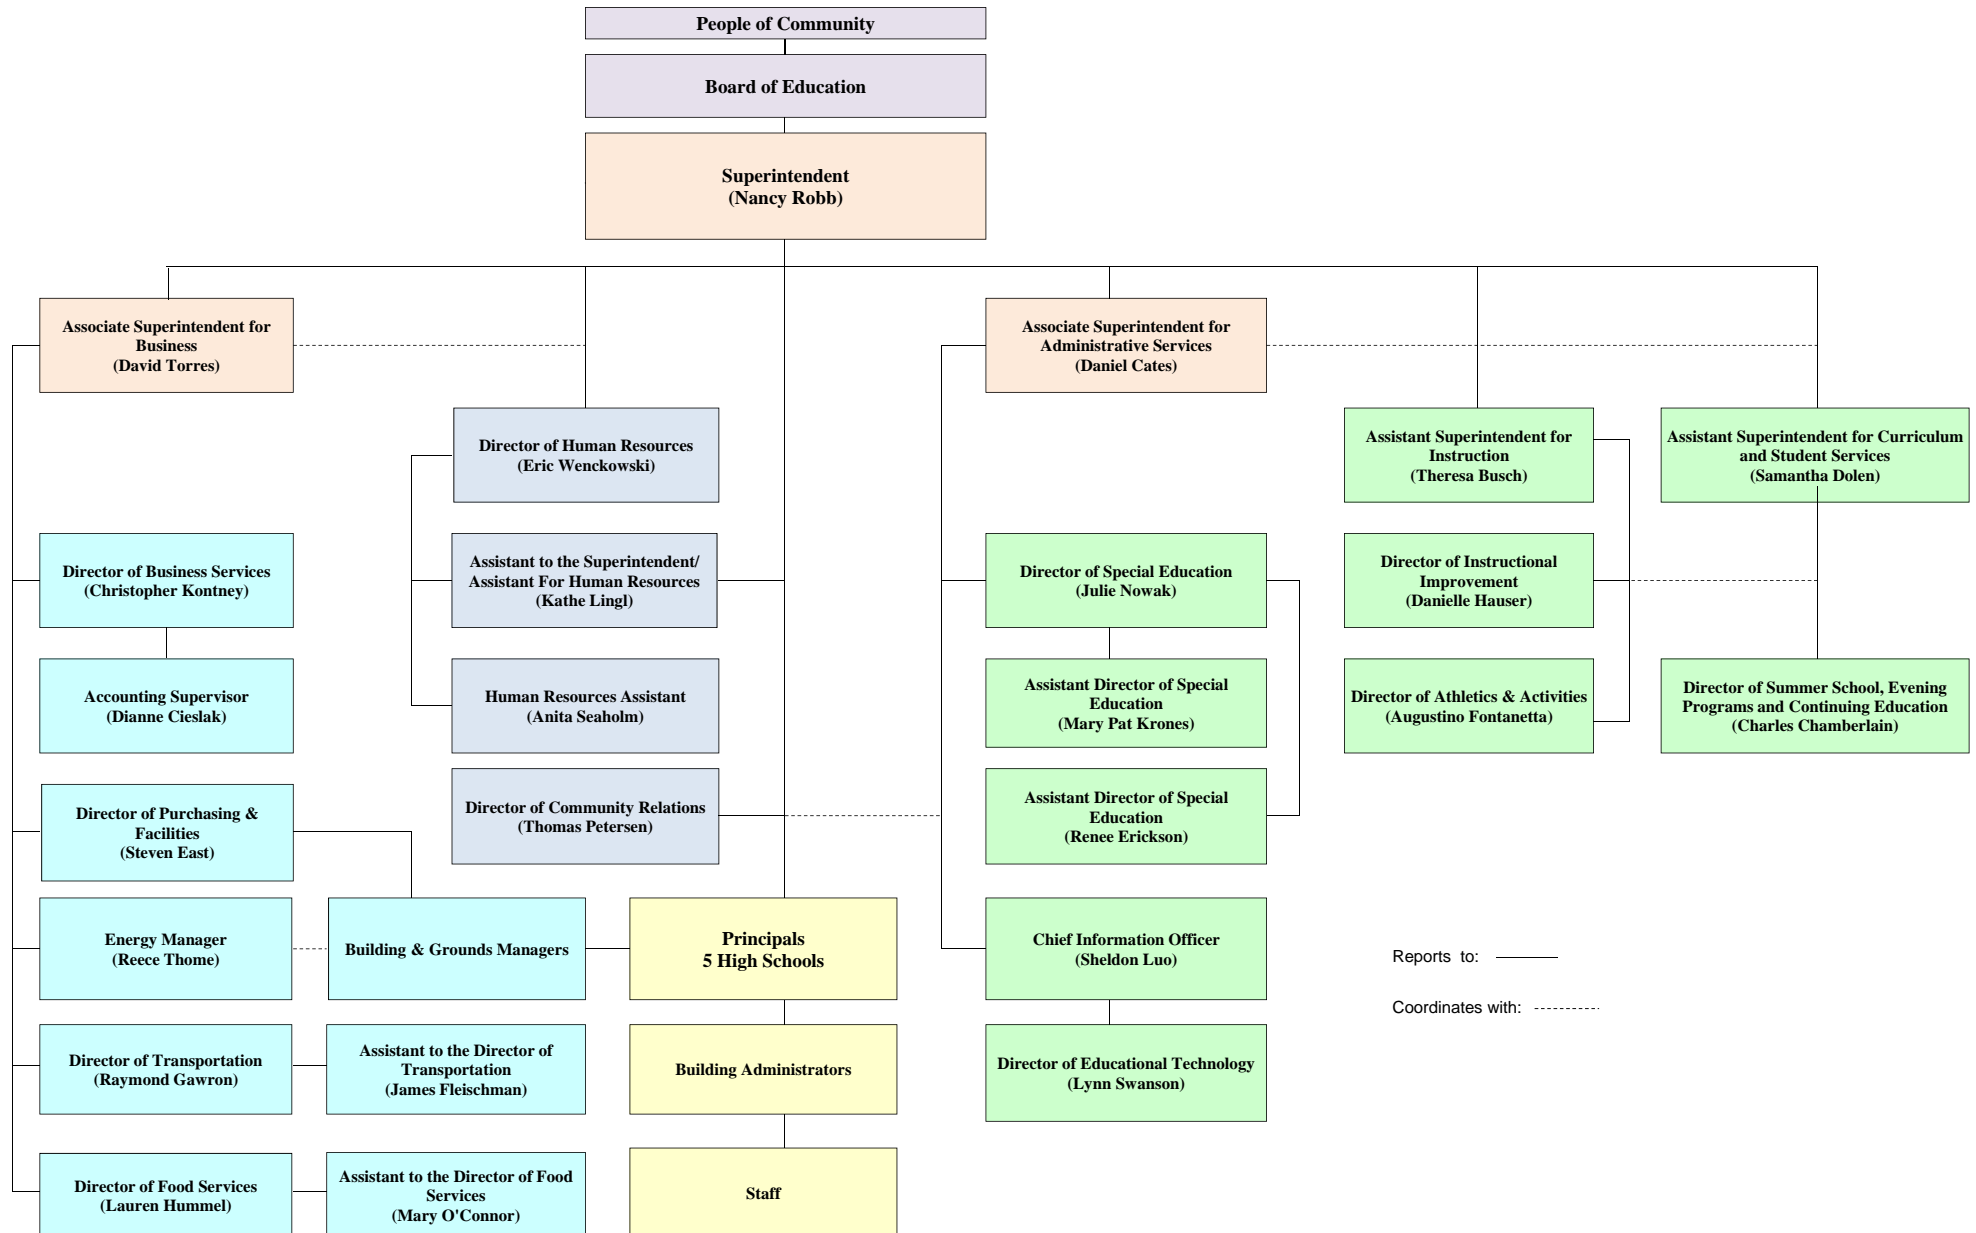 People of Community
Board of Education
Superintendent
(Nancy Robb)
Associate Superintendent for
Business
(David Torres)
Associate Superintendent for
Administrative Services
(Daniel Cates)
Director of Human Resources
(Eric Wenckowski)
Assistant Superintendent for
Instruction
(Theresa Busch)
Assistant Superintendent for Curriculum
and Student Services
(Samantha Dolen)
Director of Business Services
(Christopher Kontney)
Assistant to the Superintendent/
Assistant For Human Resources
(Kathe Lingl)
Director of Special Education
(Julie Nowak)
Director of Instructional
Improvement
(Danielle Hauser)
Accounting Supervisor
(Dianne Cieslak)
Human Resources Assistant
(Anita Seaholm)
Assistant Director of Special
Education
(Mary Pat Krones)
Director of Athletics & Activities
(Augustino Fontanetta)
Director of Summer School, Evening
Programs and Continuing Education
(Charles Chamberlain)
Director of Purchasing &
Facilities
(Steven East)
Director of Community Relations
(Thomas Petersen)
Assistant Director of Special
Education
(Renee Erickson)
Energy Manager
(Reece Thome)
Building & Grounds Managers
Principals
5 High Schools
Chief Information Officer
(Sheldon Luo)
Reports to:
Coordinates with:
Director of Transportation
(Raymond Gawron)
Assistant to the Director of
Transportation
(James Fleischman)
Building Administrators
Director of Educational Technology
(Lynn Swanson)
Director of Food Services
(Lauren Hummel)
Assistant to the Director of Food
Services
(Mary O'Connor)
Staff